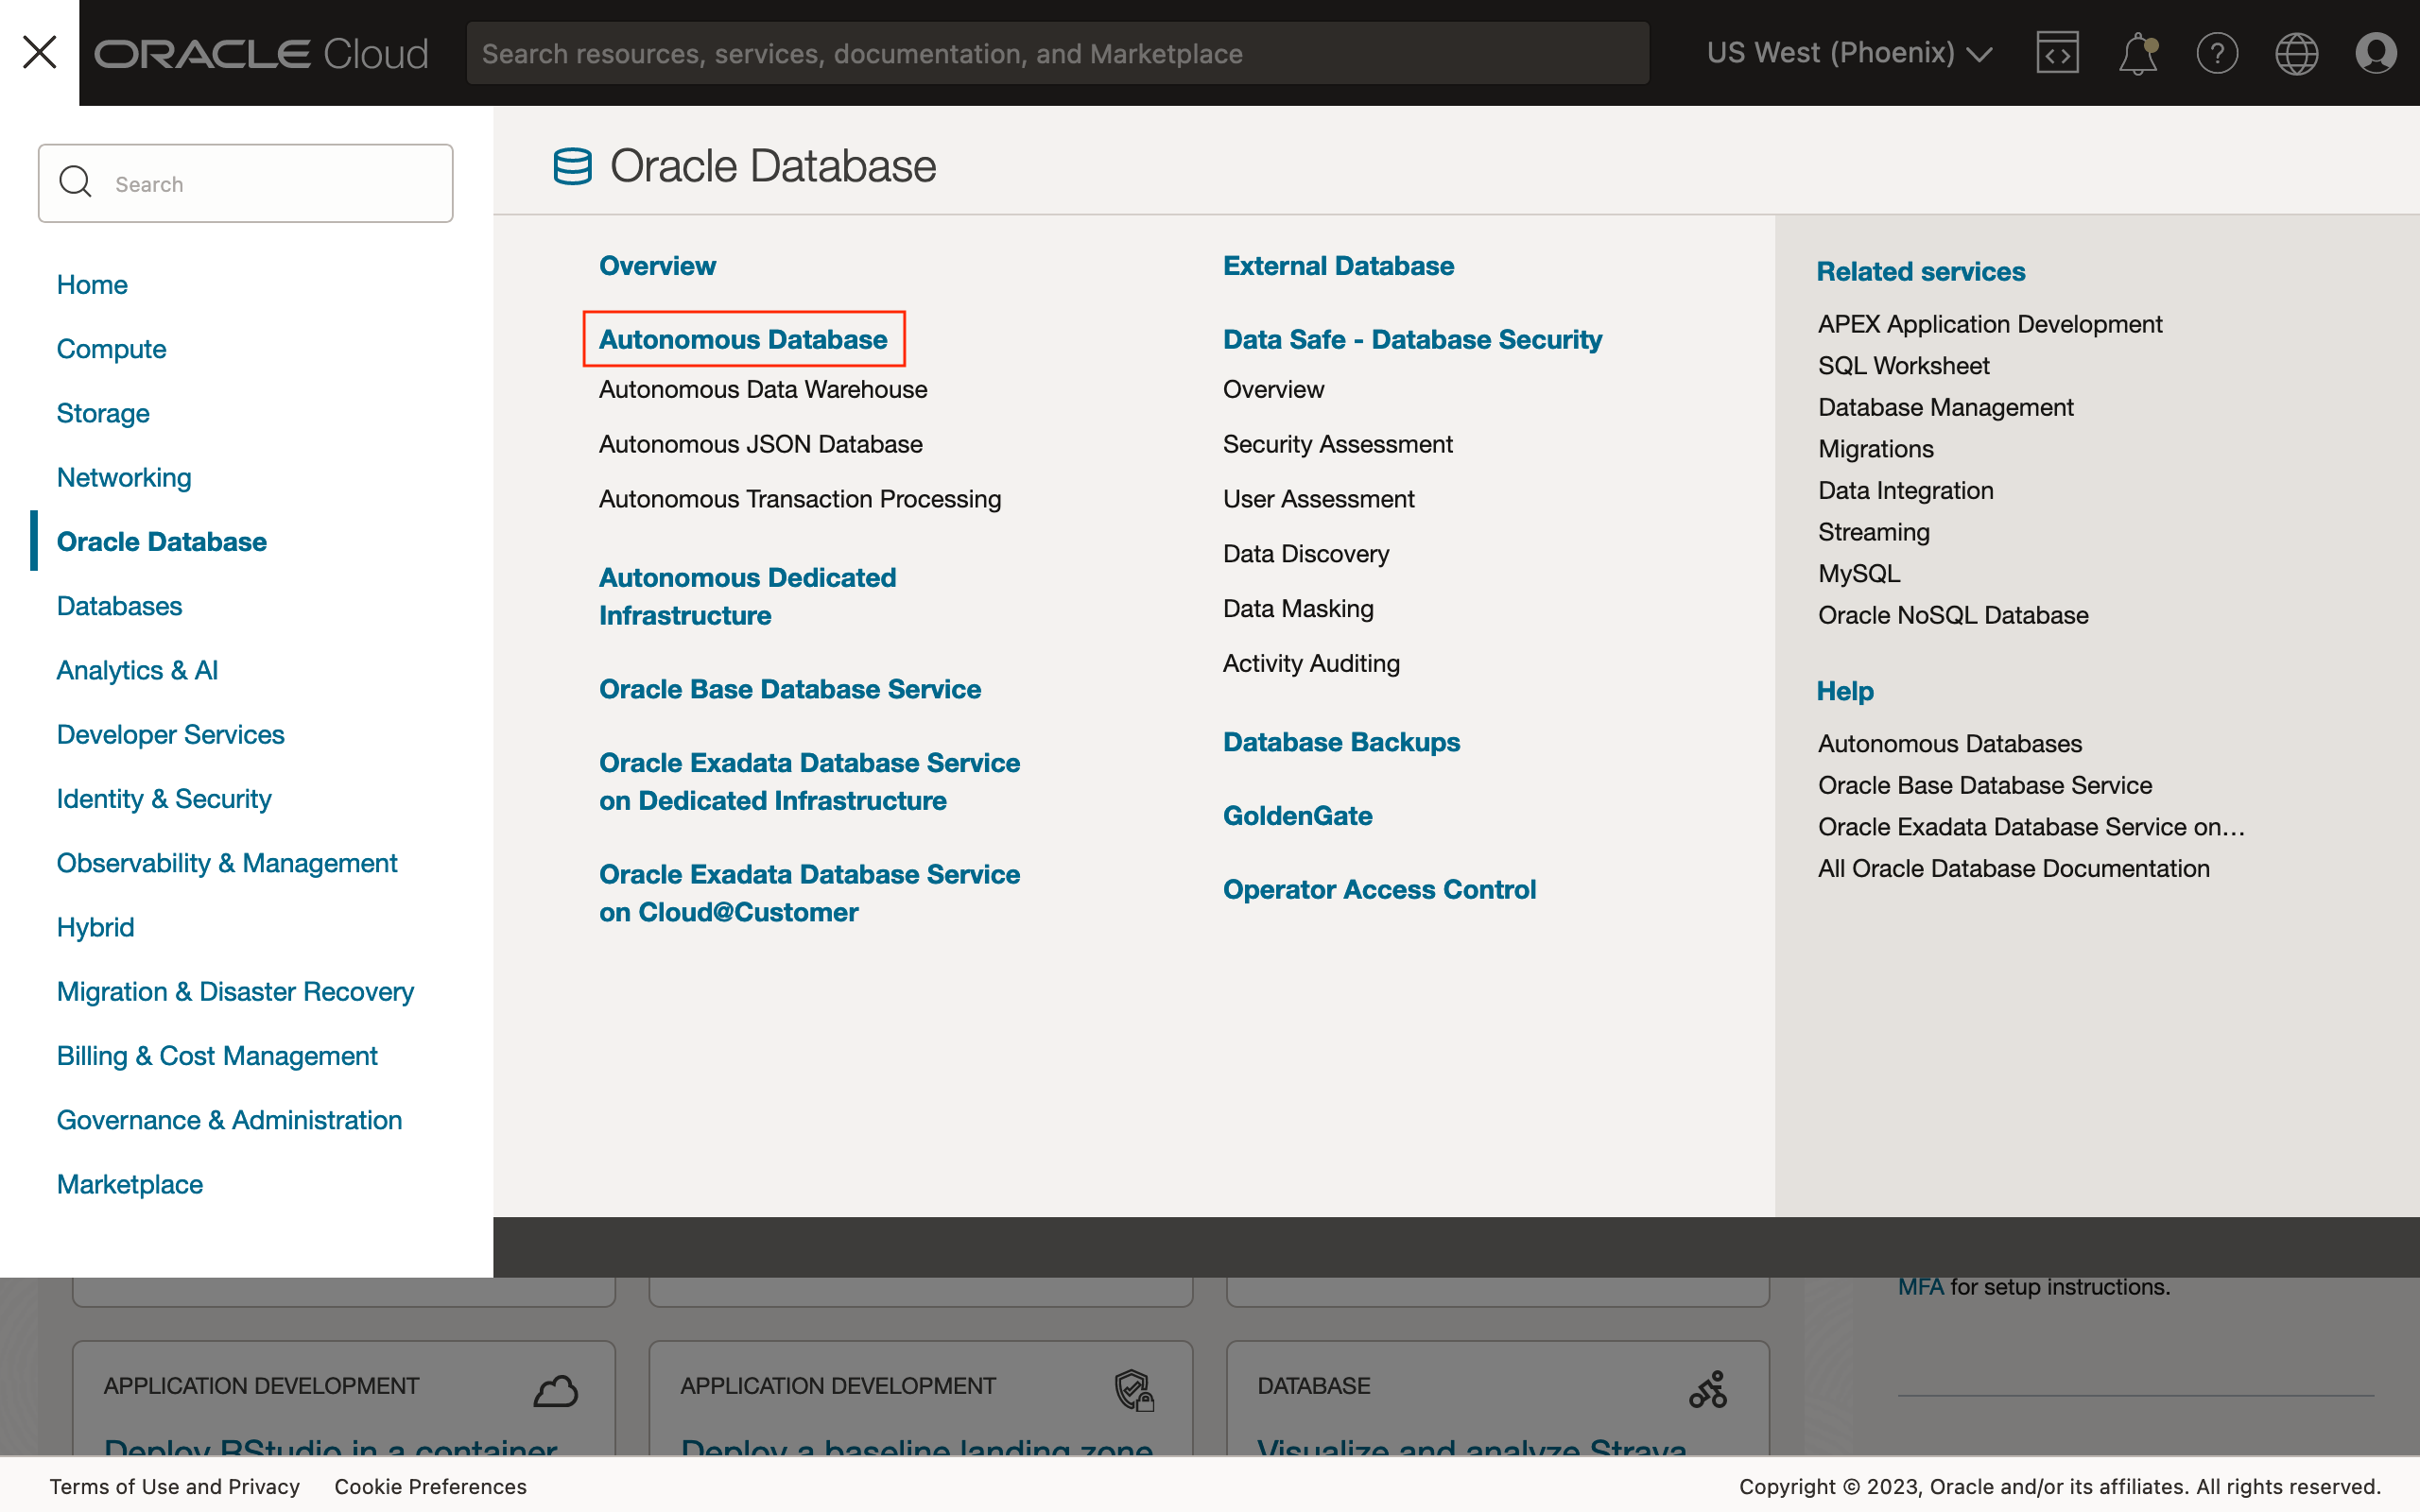 ORACLE Cloud
Search resources, services, documentation, and Marketplace
US West (Phoenix)
Search
Home
Compute
Storage
Networking
Oracle Database
Databases
Analytics & AI
Developer Services
Identity & Security
Observability & Management
Hybrid
Migration & Disaster Recovery
Billing & Cost Management
Governance & Administration
Marketplace
Oracle Database
Overview
Autonomous Database
Autonomous Data Warehouse
Autonomous JSON Database
Autonomous Transaction Processing
Autonomous Dedicated
Infrastructure
Oracle Base Database Service
Oracle Exadata Database Service
on Dedicated Infrastructure
Oracle Exadata Database Service
on Cloud@Customer
External Database
Data Safe - Database Security
Overview
Security Assessment
User Assessment
Data Discovery
Data Masking
Activity Auditing
Database Backups
GoldenGate
Operator Access Control
Related services
APEX Application Development
SQL Worksheet
Database Management
Migrations
Data Integration
Streaming
MySQL
Oracle NoSQL Database
Help
Autonomous Databases
Oracle Base Database Service
Oracle Exadata Database Service on...
All Oracle Database Documentation
MFA for setup instructions.
APPLICATION DEVELOPMENT
Deploy RStudio in a container
APPLICATION DEVELOPMENT
Deploy a baseline landing zone
DATABASE
Visualize and analyze Strava
Terms of Use and Privacy
Cookie Preferences
Copyright © 2023, Oracle and/or its affiliates. All rights reserved.